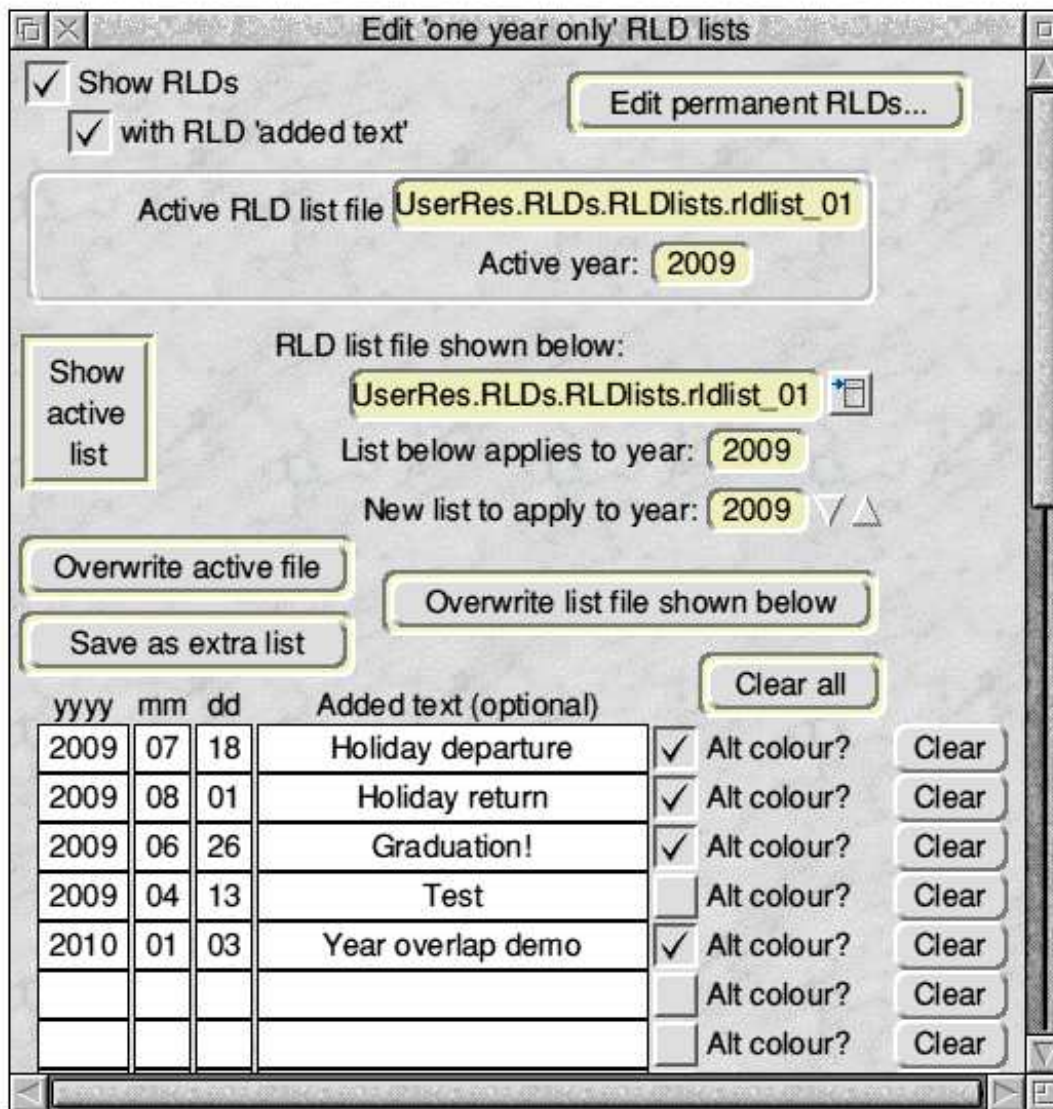 Edit 'one year only' RLD lists
Show RLDs
Edit permanent RLDs...
with RLD 'added text'
Active RLD list file UserRes.RLDs.RLDlists.rldlist_01
Active year: 2009
RLD list file shown below:
Show
active
list
UserRes.RLDs.RLDlists.rldlist_01
List below applies to year: 2009
New list to apply to year: 2009
Overwrite active file
Overwrite list file shown below
Save as extra list
Clear all
yyyy mm dd Added text (optional)
2009 07 18 Holiday departure Alt colour? Clear
2009 08 01 Holiday return Alt colour? Clear
2009 06 26 Graduation! Alt colour? Clear
2009 04 13 Test Alt colour? Clear
2010 01 03 Year overlap demo Alt colour? Clear
Alt colour? Clear
Alt colour? Clear